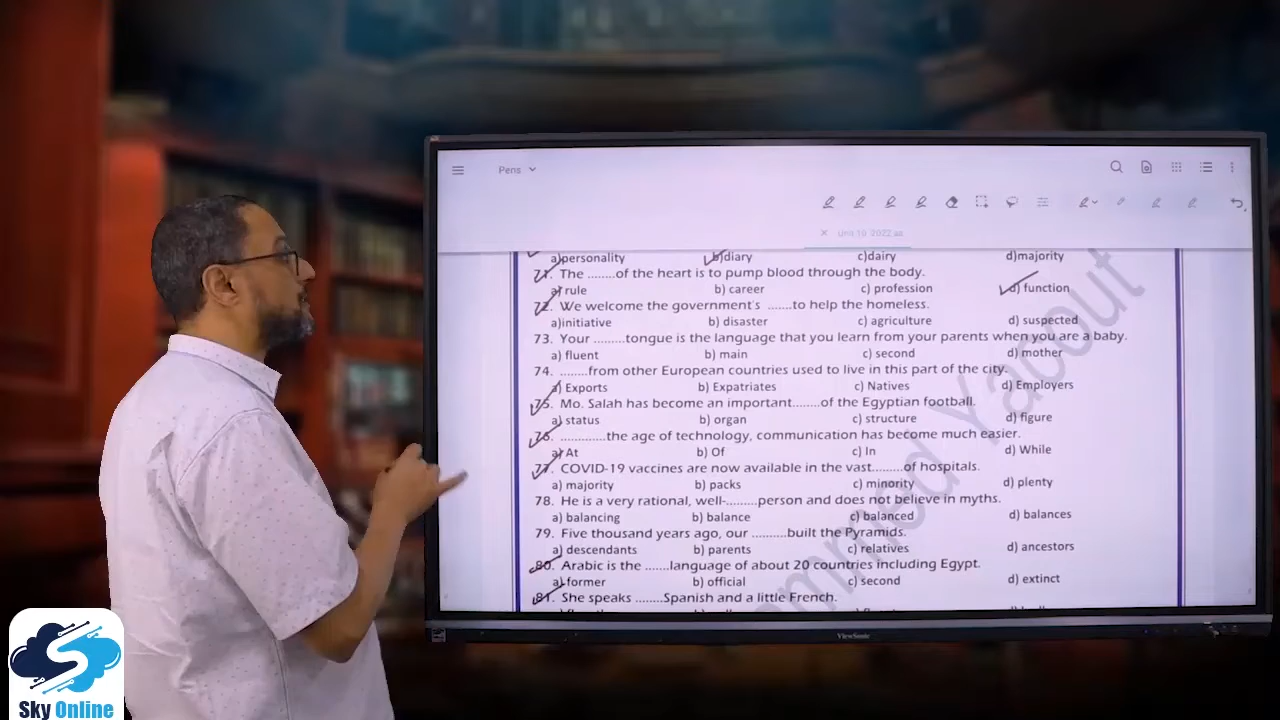 Pens
Unit 10 2022.aa
a)personality b)diary c)dairy d)majority
71. The ........of the heart is to pump blood through the body.
a) rule b) career c) profession d) function
72. We welcome the government's .......to help the homeless.
a)initiative b) disaster c) agriculture d) suspected
73. Your .........tongue is the language that you learn from your parents when you are a baby.
a) fluent b) main c) second d) mother
74. ........from other European countries used to live in this part of the city.
a) Exports b) Expatriates c) Natives d) Employers
75. Mo. Salah has become an important........of the Egyptian football.
a) status b) organ c) structure d) figure
76. .............the age of technology, communication has become much easier.
a) At b) Of c) In d) While
77. COVID-19 vaccines are now available in the vast.........of hospitals.
a) majority b) packs c) minority d) plenty
78. He is a very rational, well-.........person and does not believe in myths.
a) balancing b) balance c) balanced d) balances
79. Five thousand years ago, our ..........built the Pyramids.
a) descendants b) parents c) relatives d) ancestors
80. Arabic is the .......language of about 20 countries including Egypt.
a) former b) official c) second d) extinct
81. She speaks ........Spanish and a little French.
ammed Yacout
ViewSonic
Sky Online